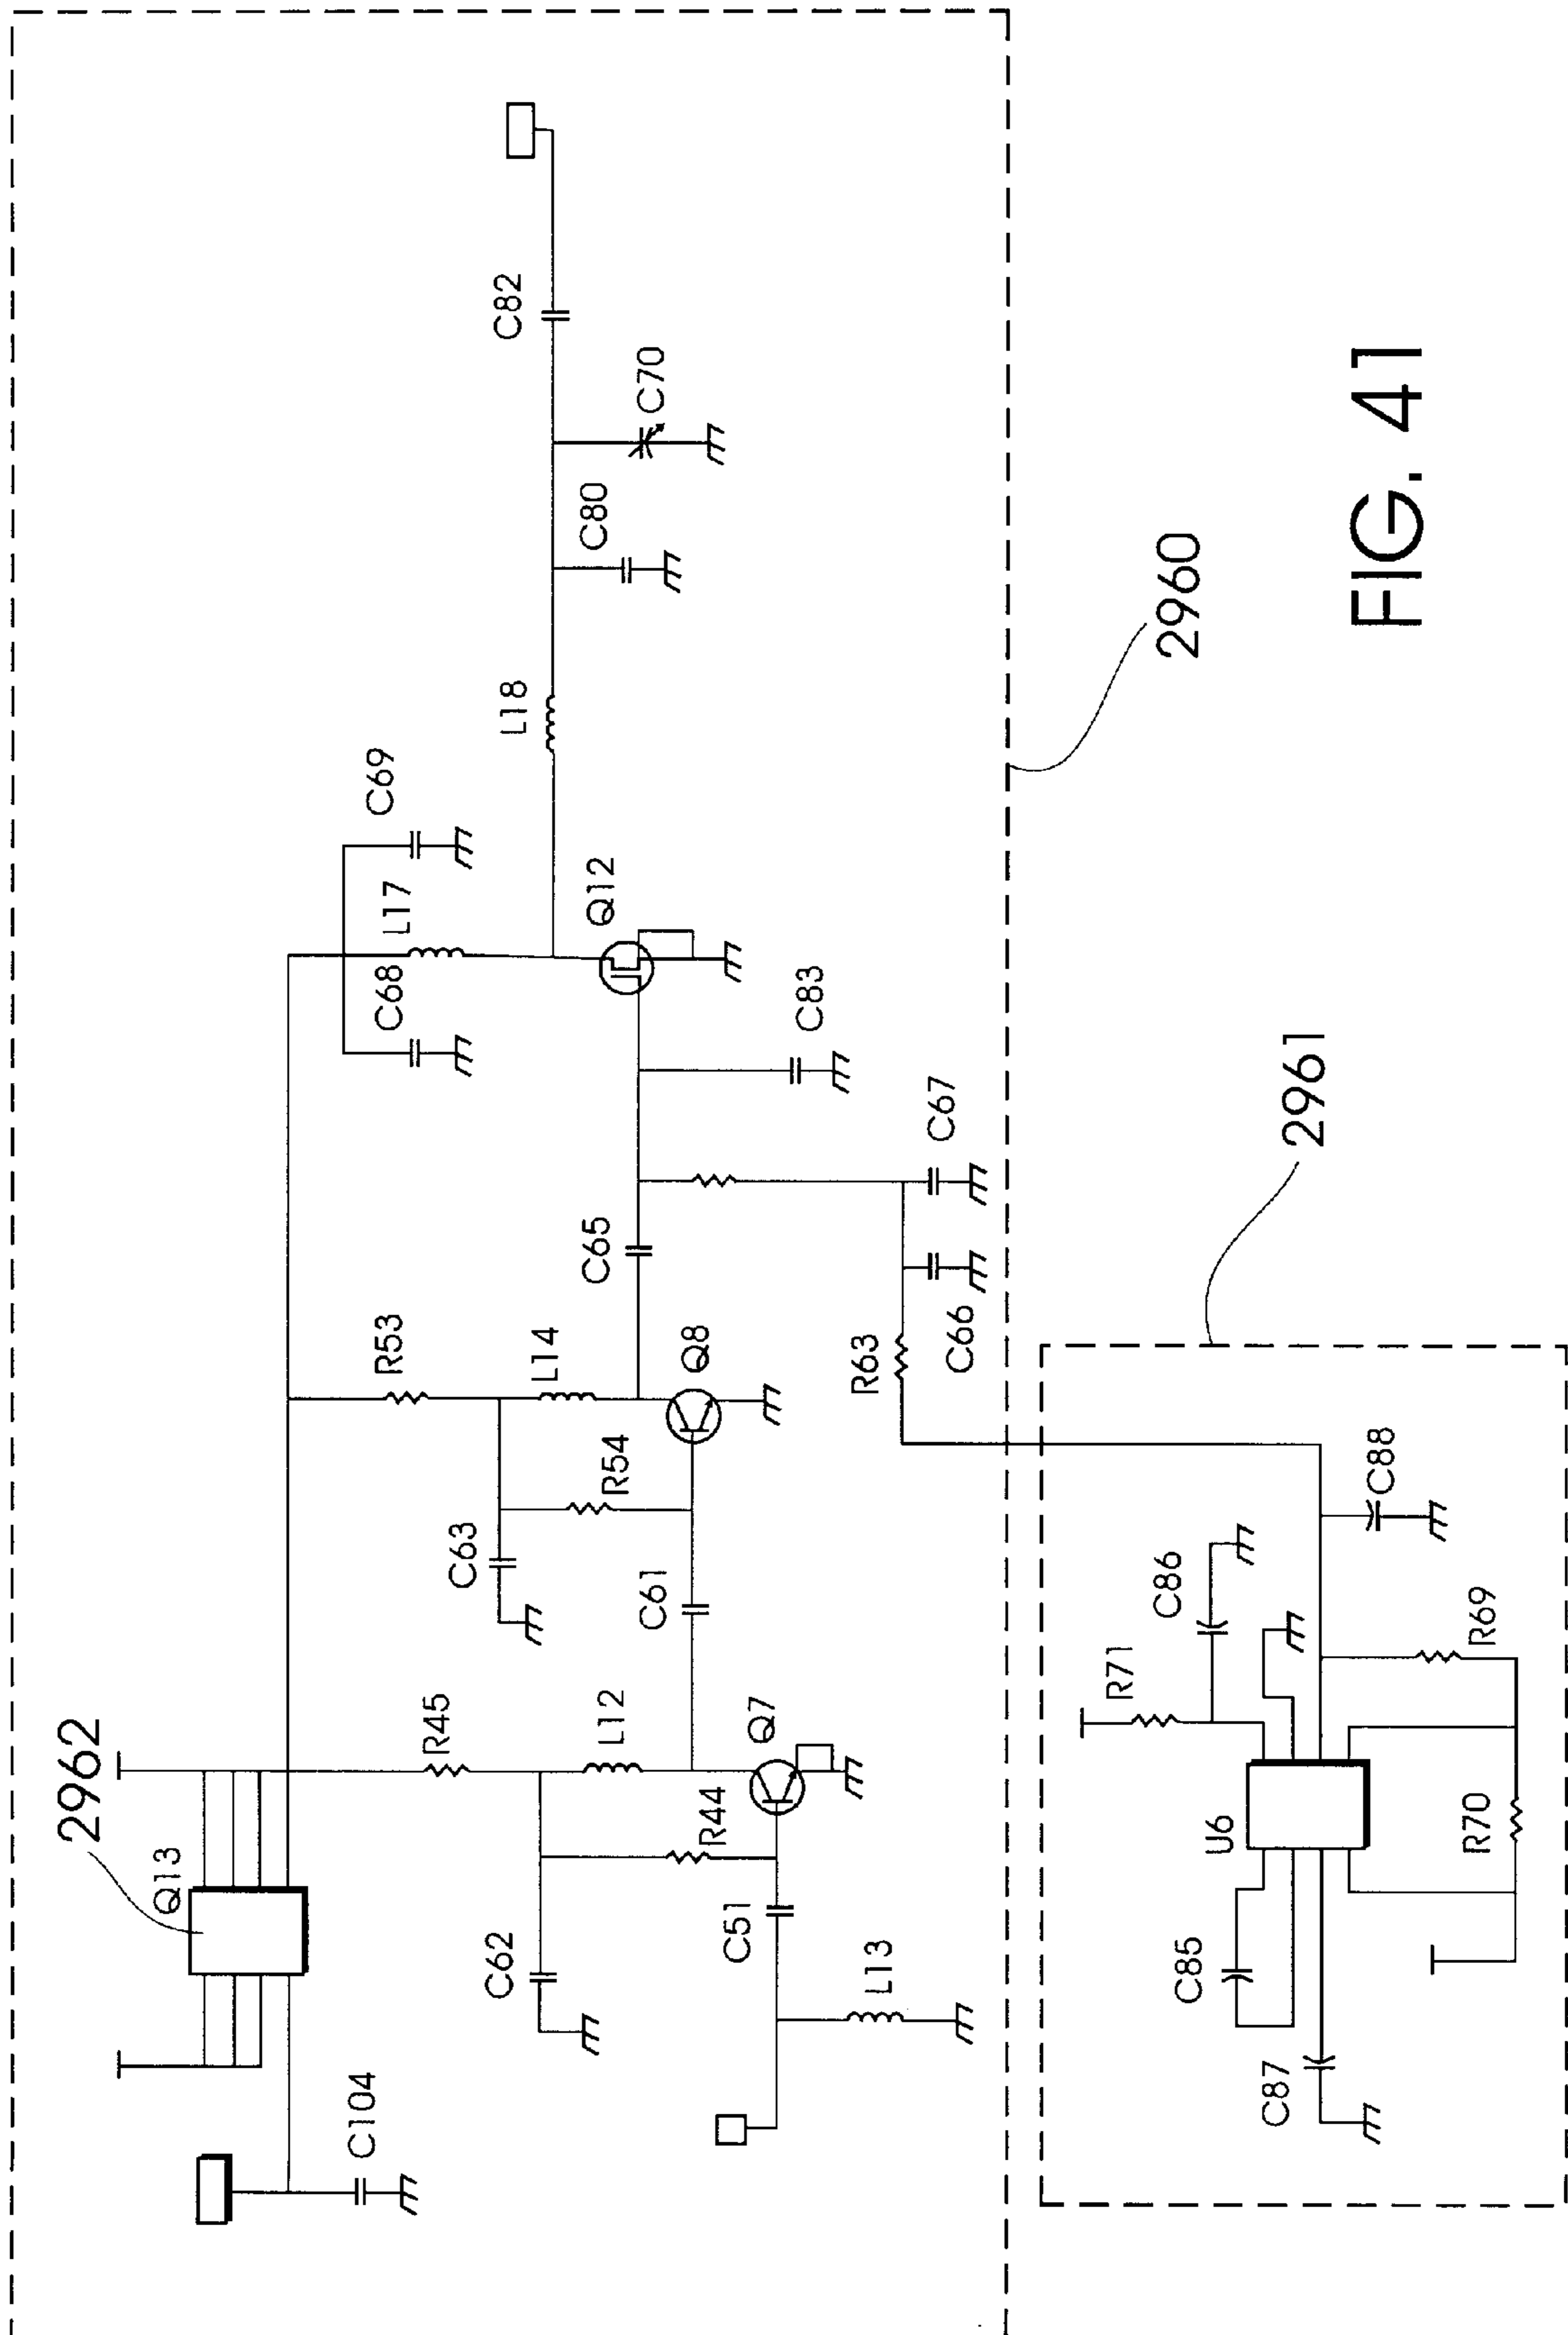 2962
Q13
C104
R45
C62
L12
R44
Q7
C51
L13
C63
C61
R53
L14
R54
Q8
C65
R63
C66
C67
C68
L17
C69
Q12
C83
L18
C80
C70
C82
2960
2961
R71
C86
U6
C85
C87
C88
R69
R70
FIG. 41